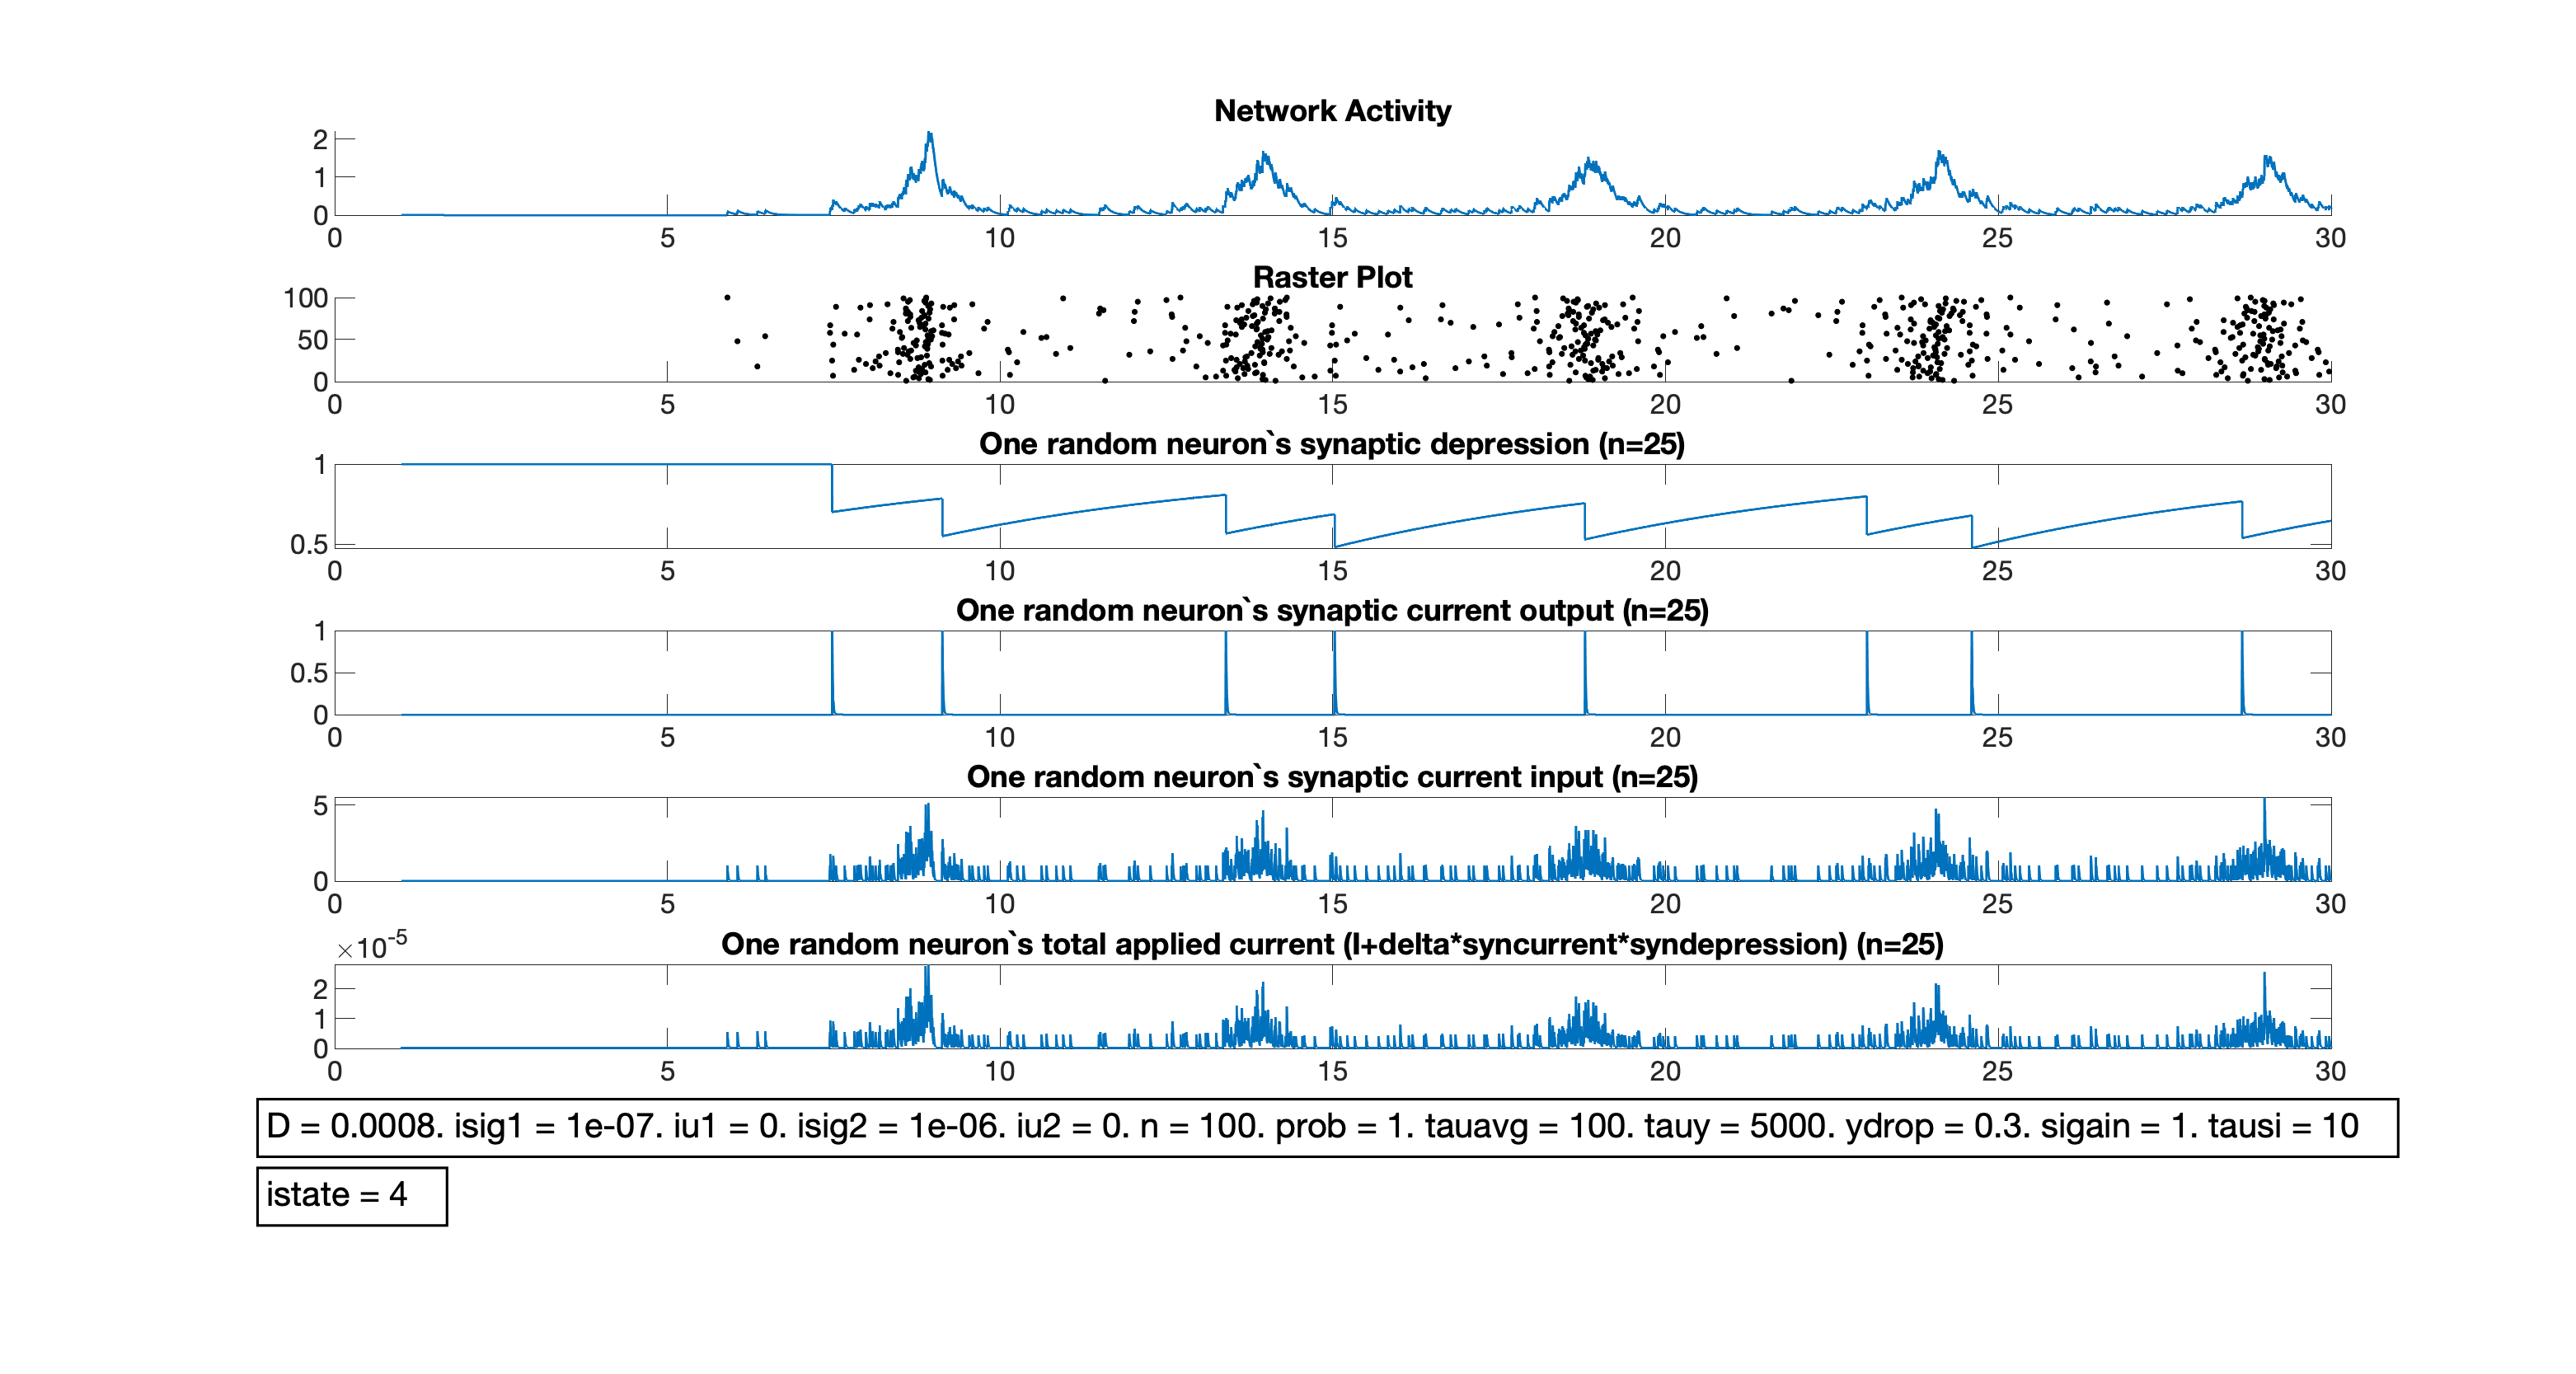 Network Activity
2
1
0
0 5 10 15 20 25 30
Raster Plot
100
50
0
0 5 10 15 20 25 30
One random neuron`s synaptic depression (n=25)
1
0.5
0 5 10 15 20 25 30
One random neuron`s synaptic current output (n=25)
1
0.5
0
0 5 10 15 20 25 30
One random neuron`s synaptic current input (n=25)
5
0
0 5 10 15 20 25 30
×10-5
One random neuron`s total applied current (I+delta*syncurrent*syndepression) (n=25)
2
1
0
0 5 10 15 20 25 30
D = 0.0008. isig1 = 1e-07. iu1 = 0. isig2 = 1e-06. iu2 = 0. n = 100. prob = 1. tauavg = 100. tauy = 5000. ydrop = 0.3. sigain = 1. tausi = 10
istate = 4